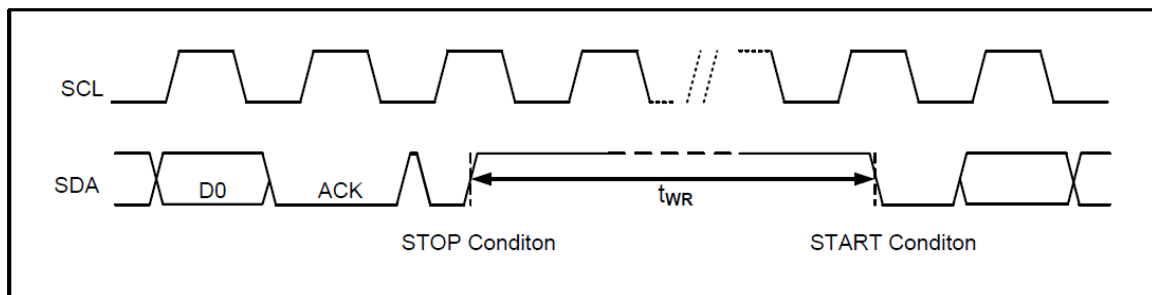 SCL
SDA
D0
ACK
tWR
STOP Conditon
START Conditon